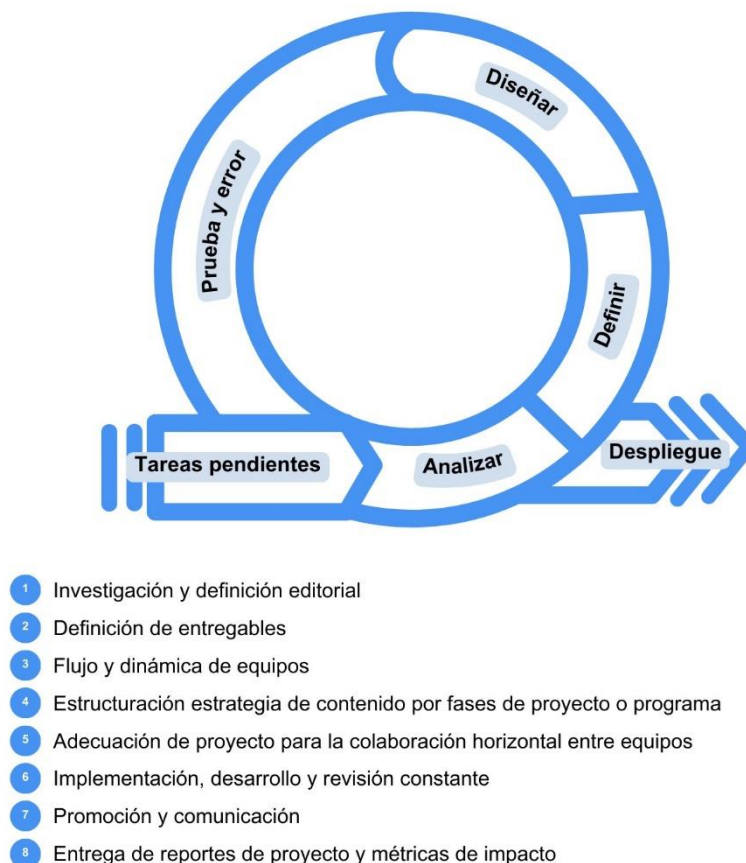 Diseñar
Prueba y error
Definir
Tareas pendientes
Analizar
Despliegue
1 Investigación y definición editorial
2 Definición de entregables
3 Flujo y dinámica de equipos
4 Estructuración estrategia de contenido por fases de proyecto o programa
5 Adecuación de proyecto para la colaboración horizontal entre equipos
6 Implementación, desarrollo y revisión constante
7 Promoción y comunicación
8 Entrega de reportes de proyecto y métricas de impacto